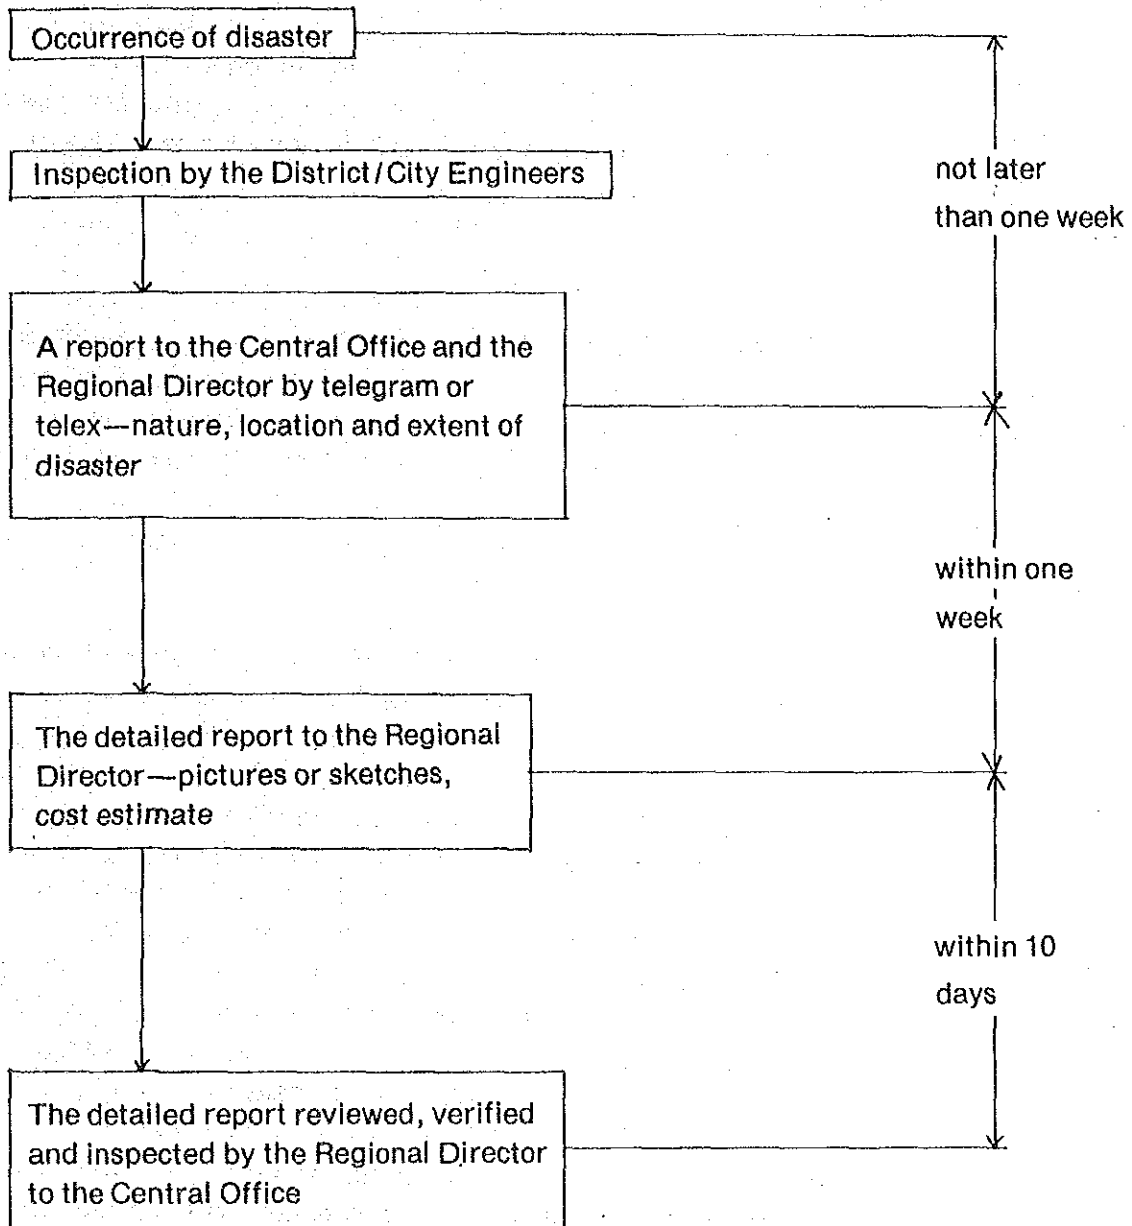 Occurrence of disaster
Inspection by the District/City Engineers
not later
than one week
A report to the Central Office and the
Regional Director by telegram or
telex—nature, location and extent of
disaster
within one
week
The detailed report to the Regional
Director—pictures or sketches,
cost estimate
within 10
days
The detailed report reviewed, verified
and inspected by the Regional Director
to the Central Office